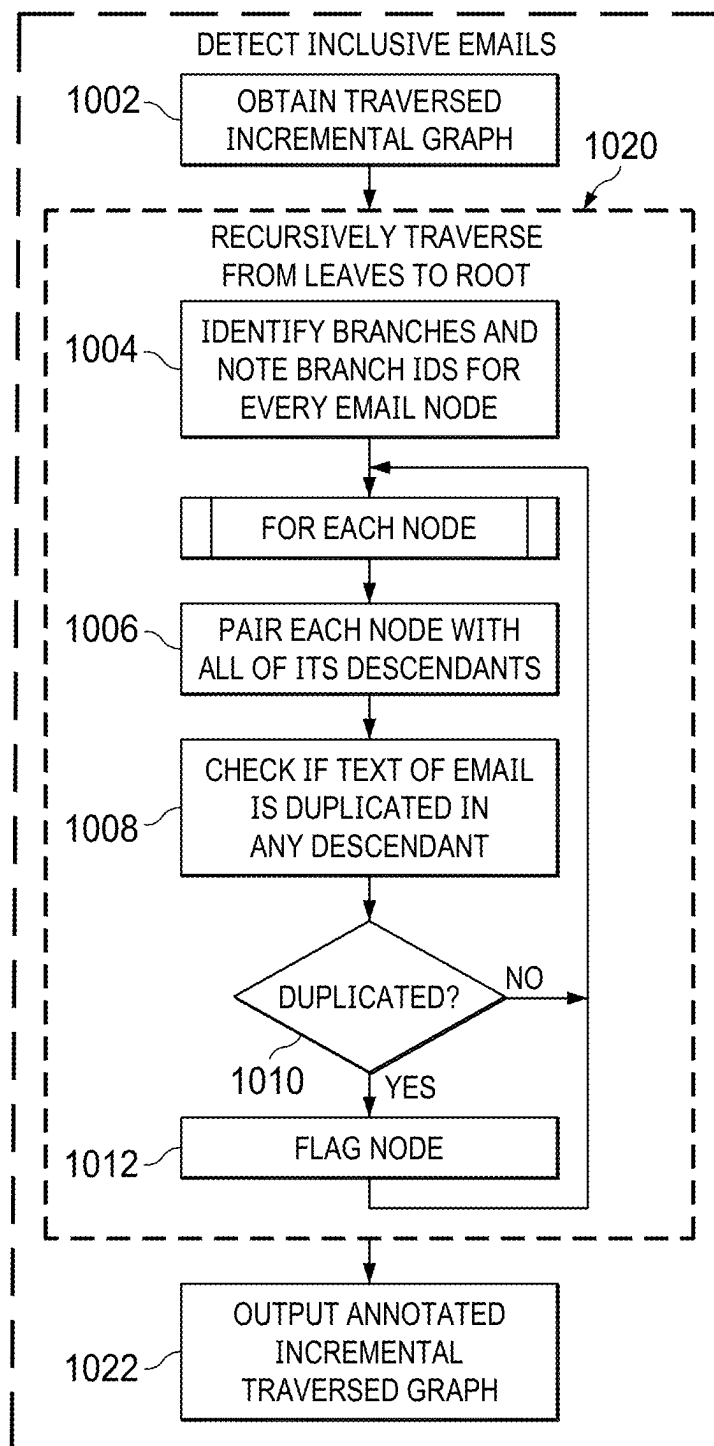 DETECT INCLUSIVE EMAILS
1002
OBTAIN TRAVERSED
INCREMENTAL GRAPH
1020
RECURSIVELY TRAVERSE
FROM LEAVES TO ROOT
1004
IDENTIFY BRANCHES AND
NOTE BRANCH IDS FOR
EVERY EMAIL NODE
FOR EACH NODE
1006
PAIR EACH NODE WITH
ALL OF ITS DESCENDANTS
1008
CHECK IF TEXT OF EMAIL
IS DUPLICATED IN
ANY DESCENDANT
DUPLICATED?
NO
1010
YES
1012
FLAG NODE
1022
OUTPUT ANNOTATED
INCREMENTAL
TRAVERSED GRAPH